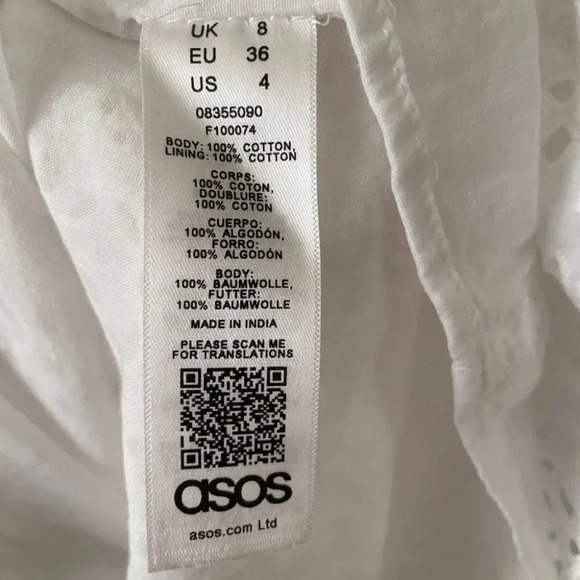 UK 8
EU 36
US 4
08355090
F100074
BODY: 100% COTTON,
LINING: 100% COTTON
CORPS:
100% COTON,
DOUBLURE:
100% COTON
CUERPO:
100% ALGODÓN,
FORRO:
100% ALGODÓN
BODY:
100% BAUMWOLLE,
FUTTER:
100% BAUMWOLLE
MADE IN INDIA
PLEASE SCAN ME
FOR TRANSLATIONS
asos
asos.com Ltd